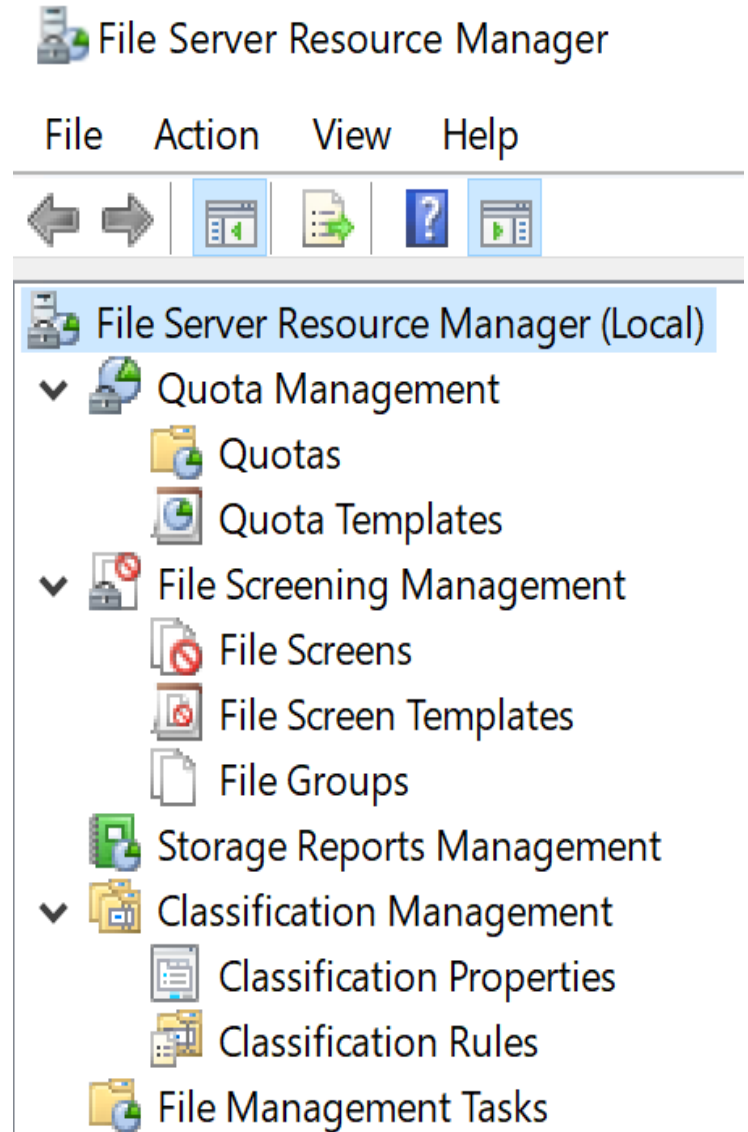 File Server Resource Manager
File Action View Help
File Server Resource Manager (Local)
Quota Management
Quotas
Quota Templates
File Screening Management
File Screens
File Screen Templates
File Groups
Storage Reports Management
Classification Management
Classification Properties
Classification Rules
File Management Tasks